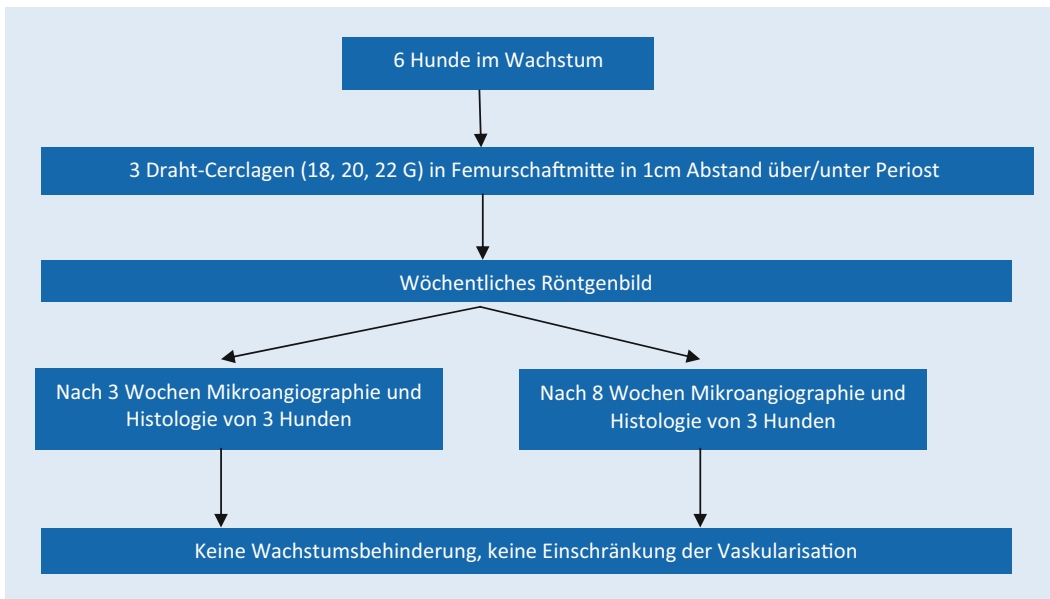 6 Hunde im Wachstum
3 Draht-Cerclagen (18, 20, 22 G) in Femurschaftmitte in 1cm Abstand über/unter Periost
Wöchentliches Röntgenbild
Nach 3 Wochen Mikroangiographie und
Histologie von 3 Hunden
Nach 8 Wochen Mikroangiographie und
Histologie von 3 Hunden
Keine Wachstumsbehinderung, keine Einschränkung der Vaskularisation